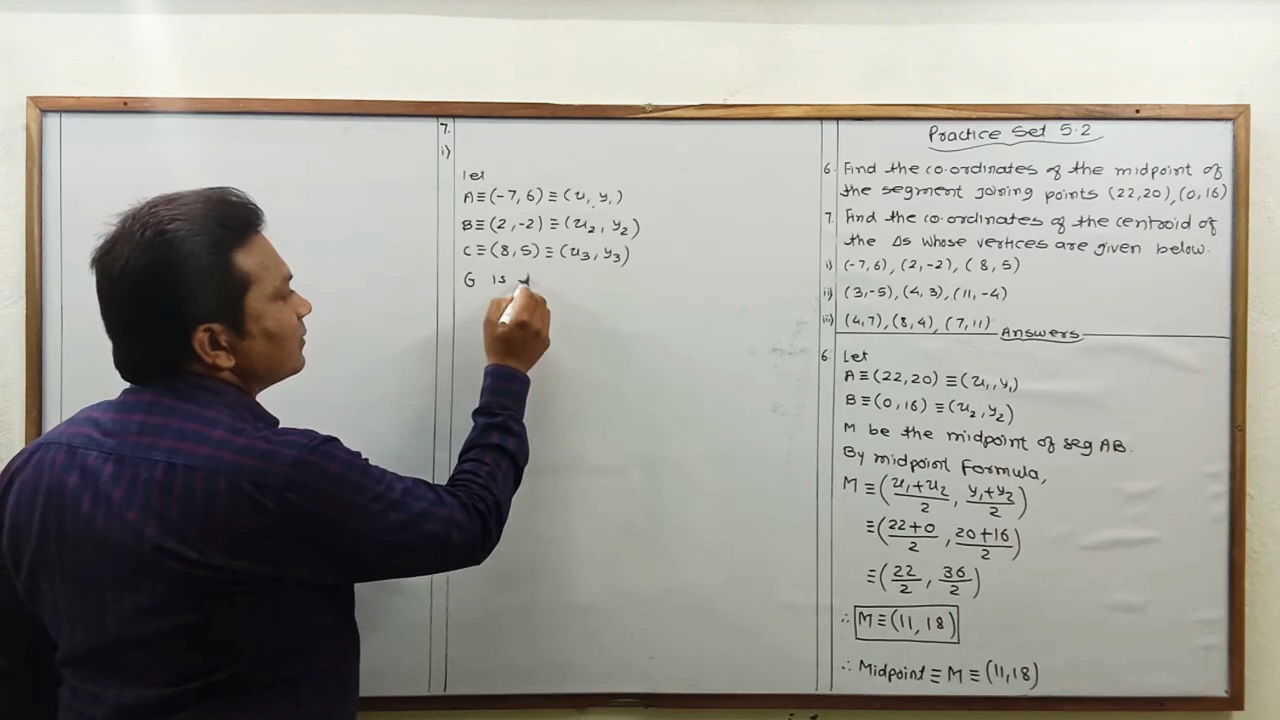 7.
i)
Let
A≡(-7, 6) ≡ (x₁, y₁)
B≡(2, -2) ≡ (x₂, y₂)
C≡(8, 5) ≡ (x₃, y₃)
G is
Practice Set 5.2
6. Find the co-ordinates of the midpoint of
the segment joining points (22,20), (0,16)
7. Find the co-ordinates of the centroid of
the Δs whose vertices are given below.
i) (-7,6), (2,-2), (8,5)
ii) (3,-5), (4,3), (11,-4)
iii) (4,7), (8,4), (7,11)
Answers
6. Let
A≡(22,20) ≡(x₁, y₁)
B≡(0,16) ≡(x₂, y₂)
M be the midpoint of seg AB.
By midpoint Formula,
M ≡ ((x₁+x₂)/2, (y₁+y₂)/2)
≡ ((22+0)/2, (20+16)/2)
≡ (22/2, 36/2)
∴ M≡(11,18)
∴ Midpoint ≡ M ≡ (11,18)